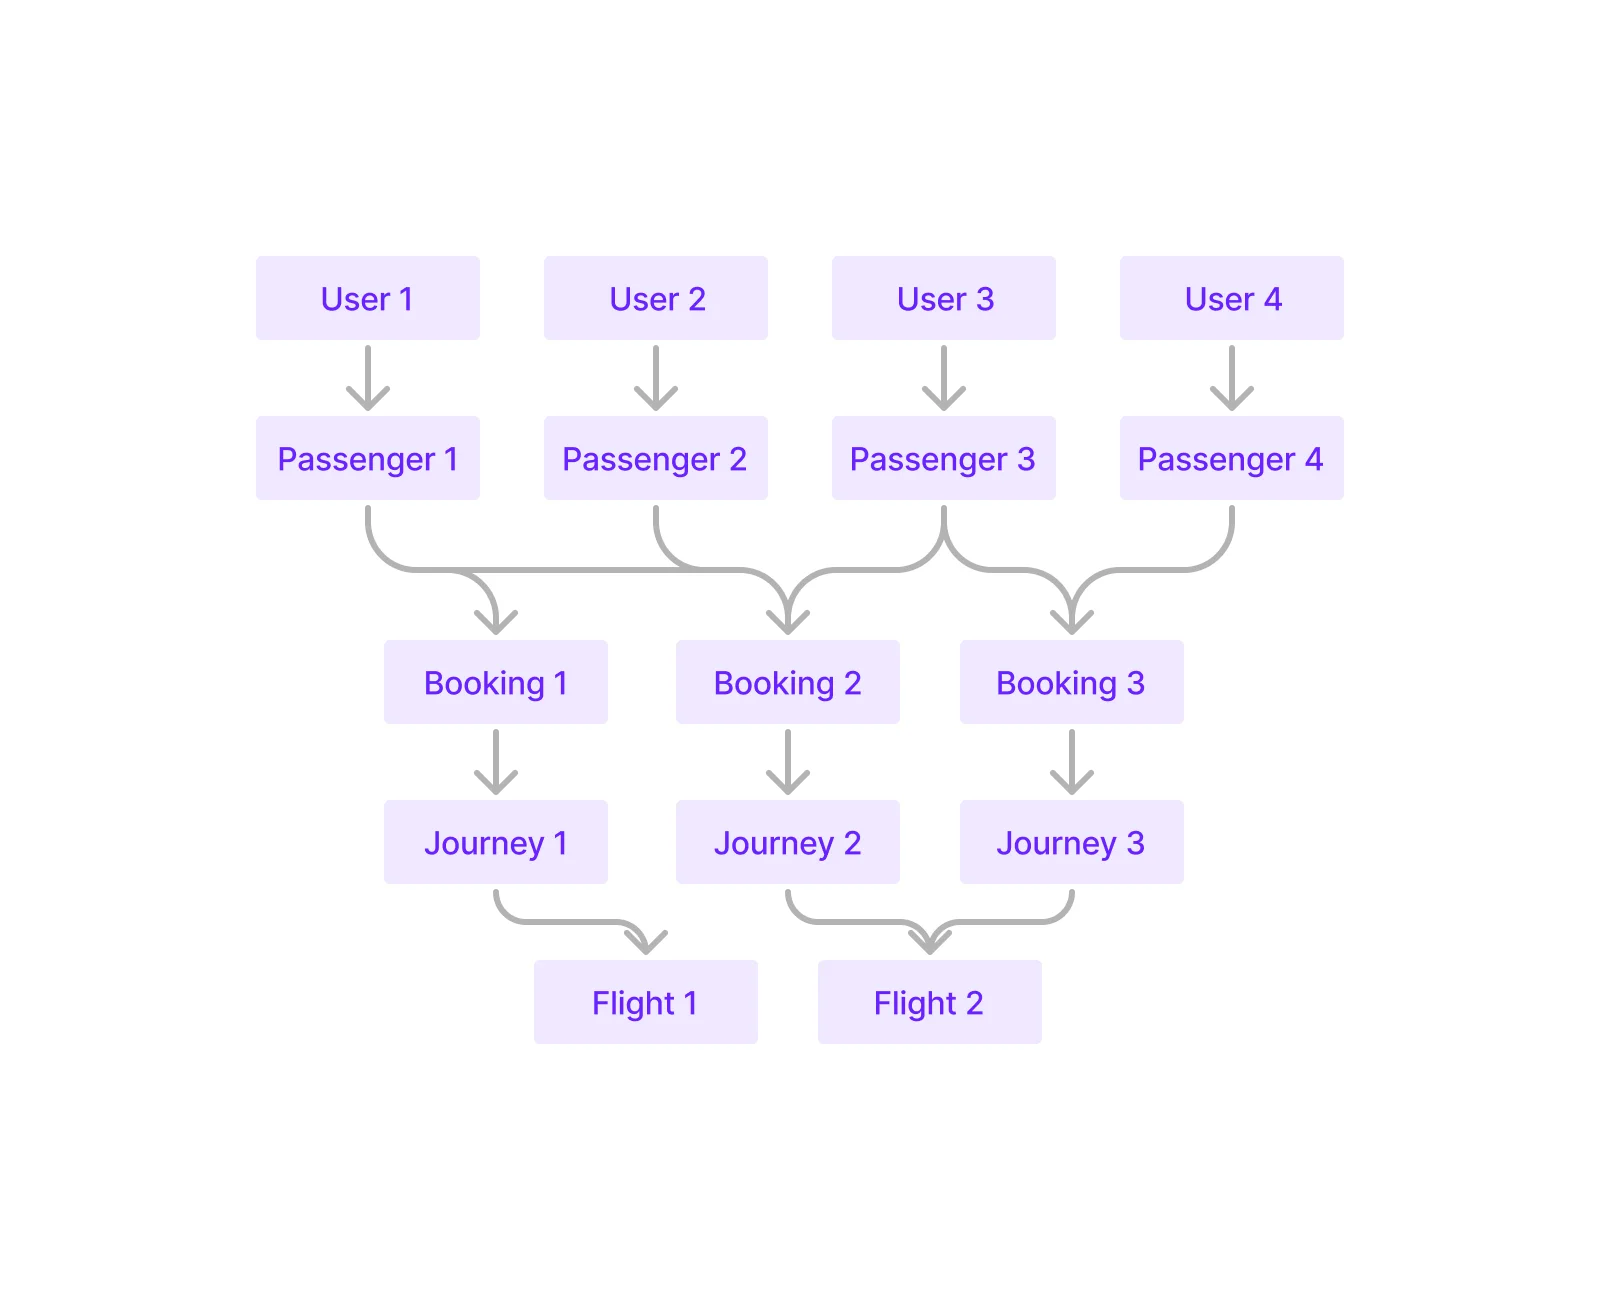 User 1
User 2
User 3
User 4
Passenger 1
Passenger 2
Passenger 3
Passenger 4
Booking 1
Booking 2
Booking 3
Journey 1
Journey 2
Journey 3
Flight 1
Flight 2